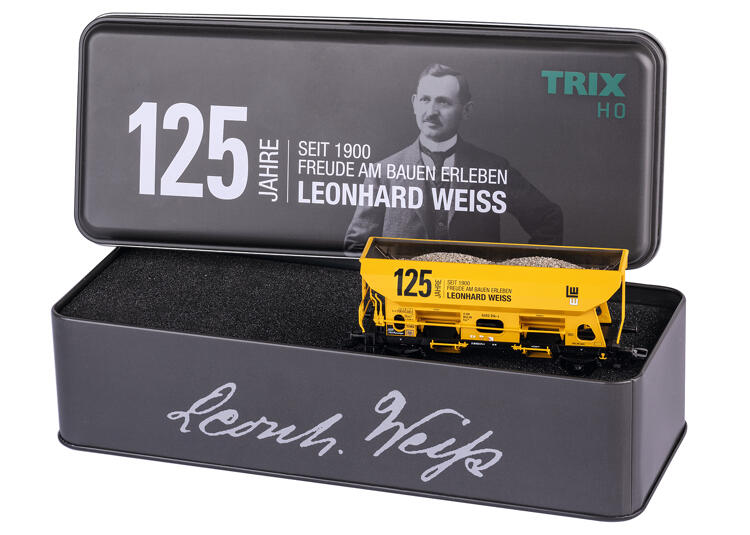 TRIX
H0
125
JAHRE
SEIT 1900
FREUDE AM BAUEN ERLEBEN
LEONHARD WEISS
125
JAHRE
SEIT 1900
FREUDE AM BAUEN ERLEBEN
LEONHARD WEISS
Leonh. Weiß